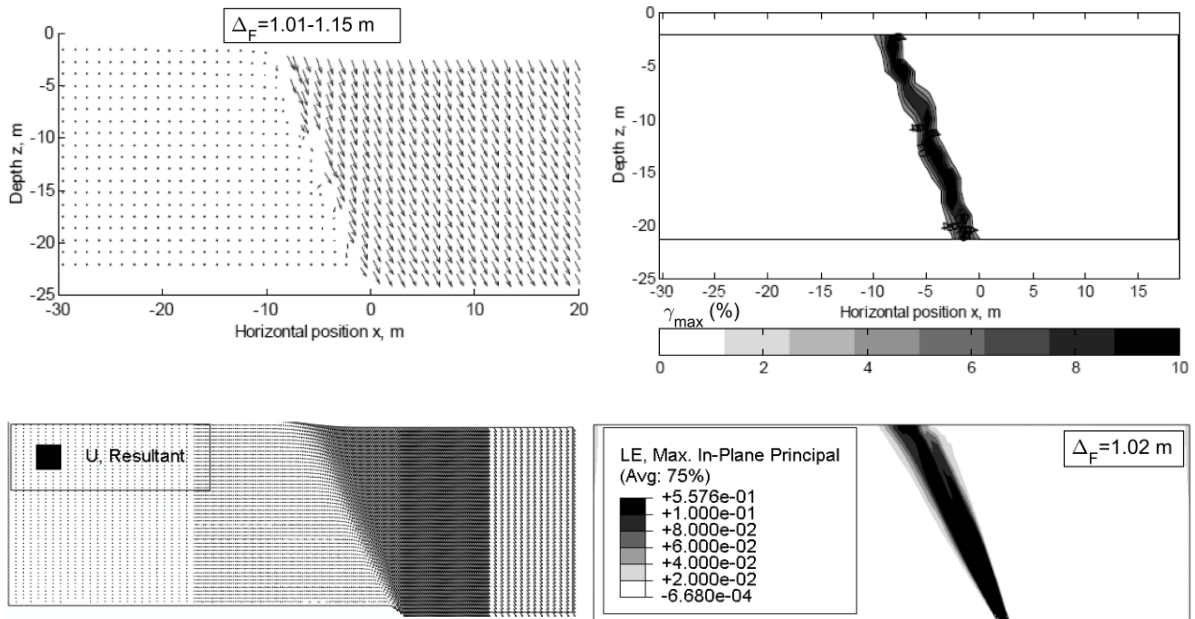 Δ_F=1.01-1.15 m
0
-5
-10
-15
-20
-25
Depth z, m
-30 -20 -10 0 10 20
Horizontal position x, m
0
-5
-10
-15
-20
-25
Depth z, m
-30 -25 -20 -15 -10 -5 0 5 10 15
Horizontal position x, m
γ_max (%)
0 2 4 6 8 10
U, Resultant
LE, Max. In-Plane Principal
(Avg: 75%)
+5.576e-01
+1.000e-01
+8.000e-02
+6.000e-02
+4.000e-02
+2.000e-02
-6.680e-04
Δ_F=1.02 m